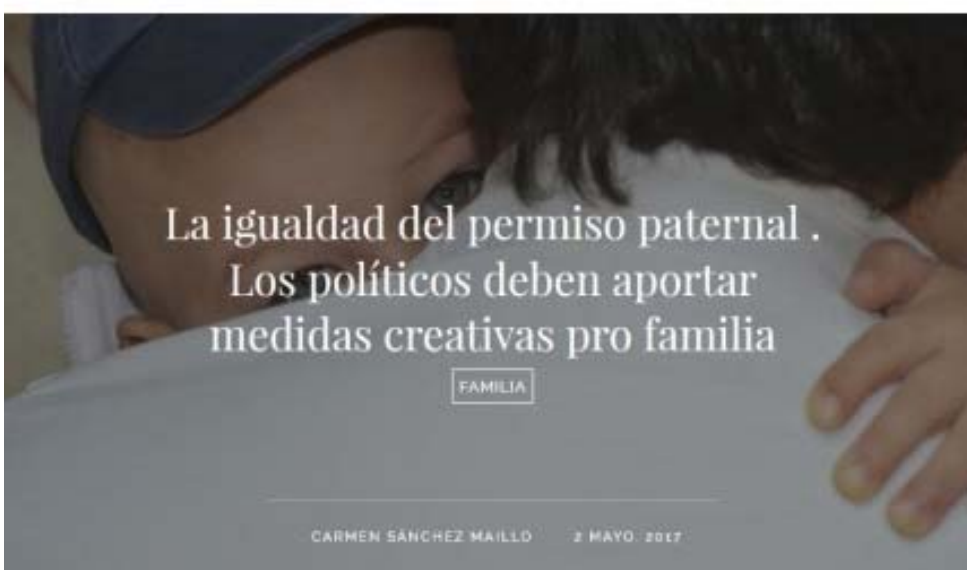 La igualdad del permiso paternal .
Los políticos deben aportar
medidas creativas pro familia
FAMILIA
CARMEN SÁNCHEZ MAILLO 2 MAYO, 2017